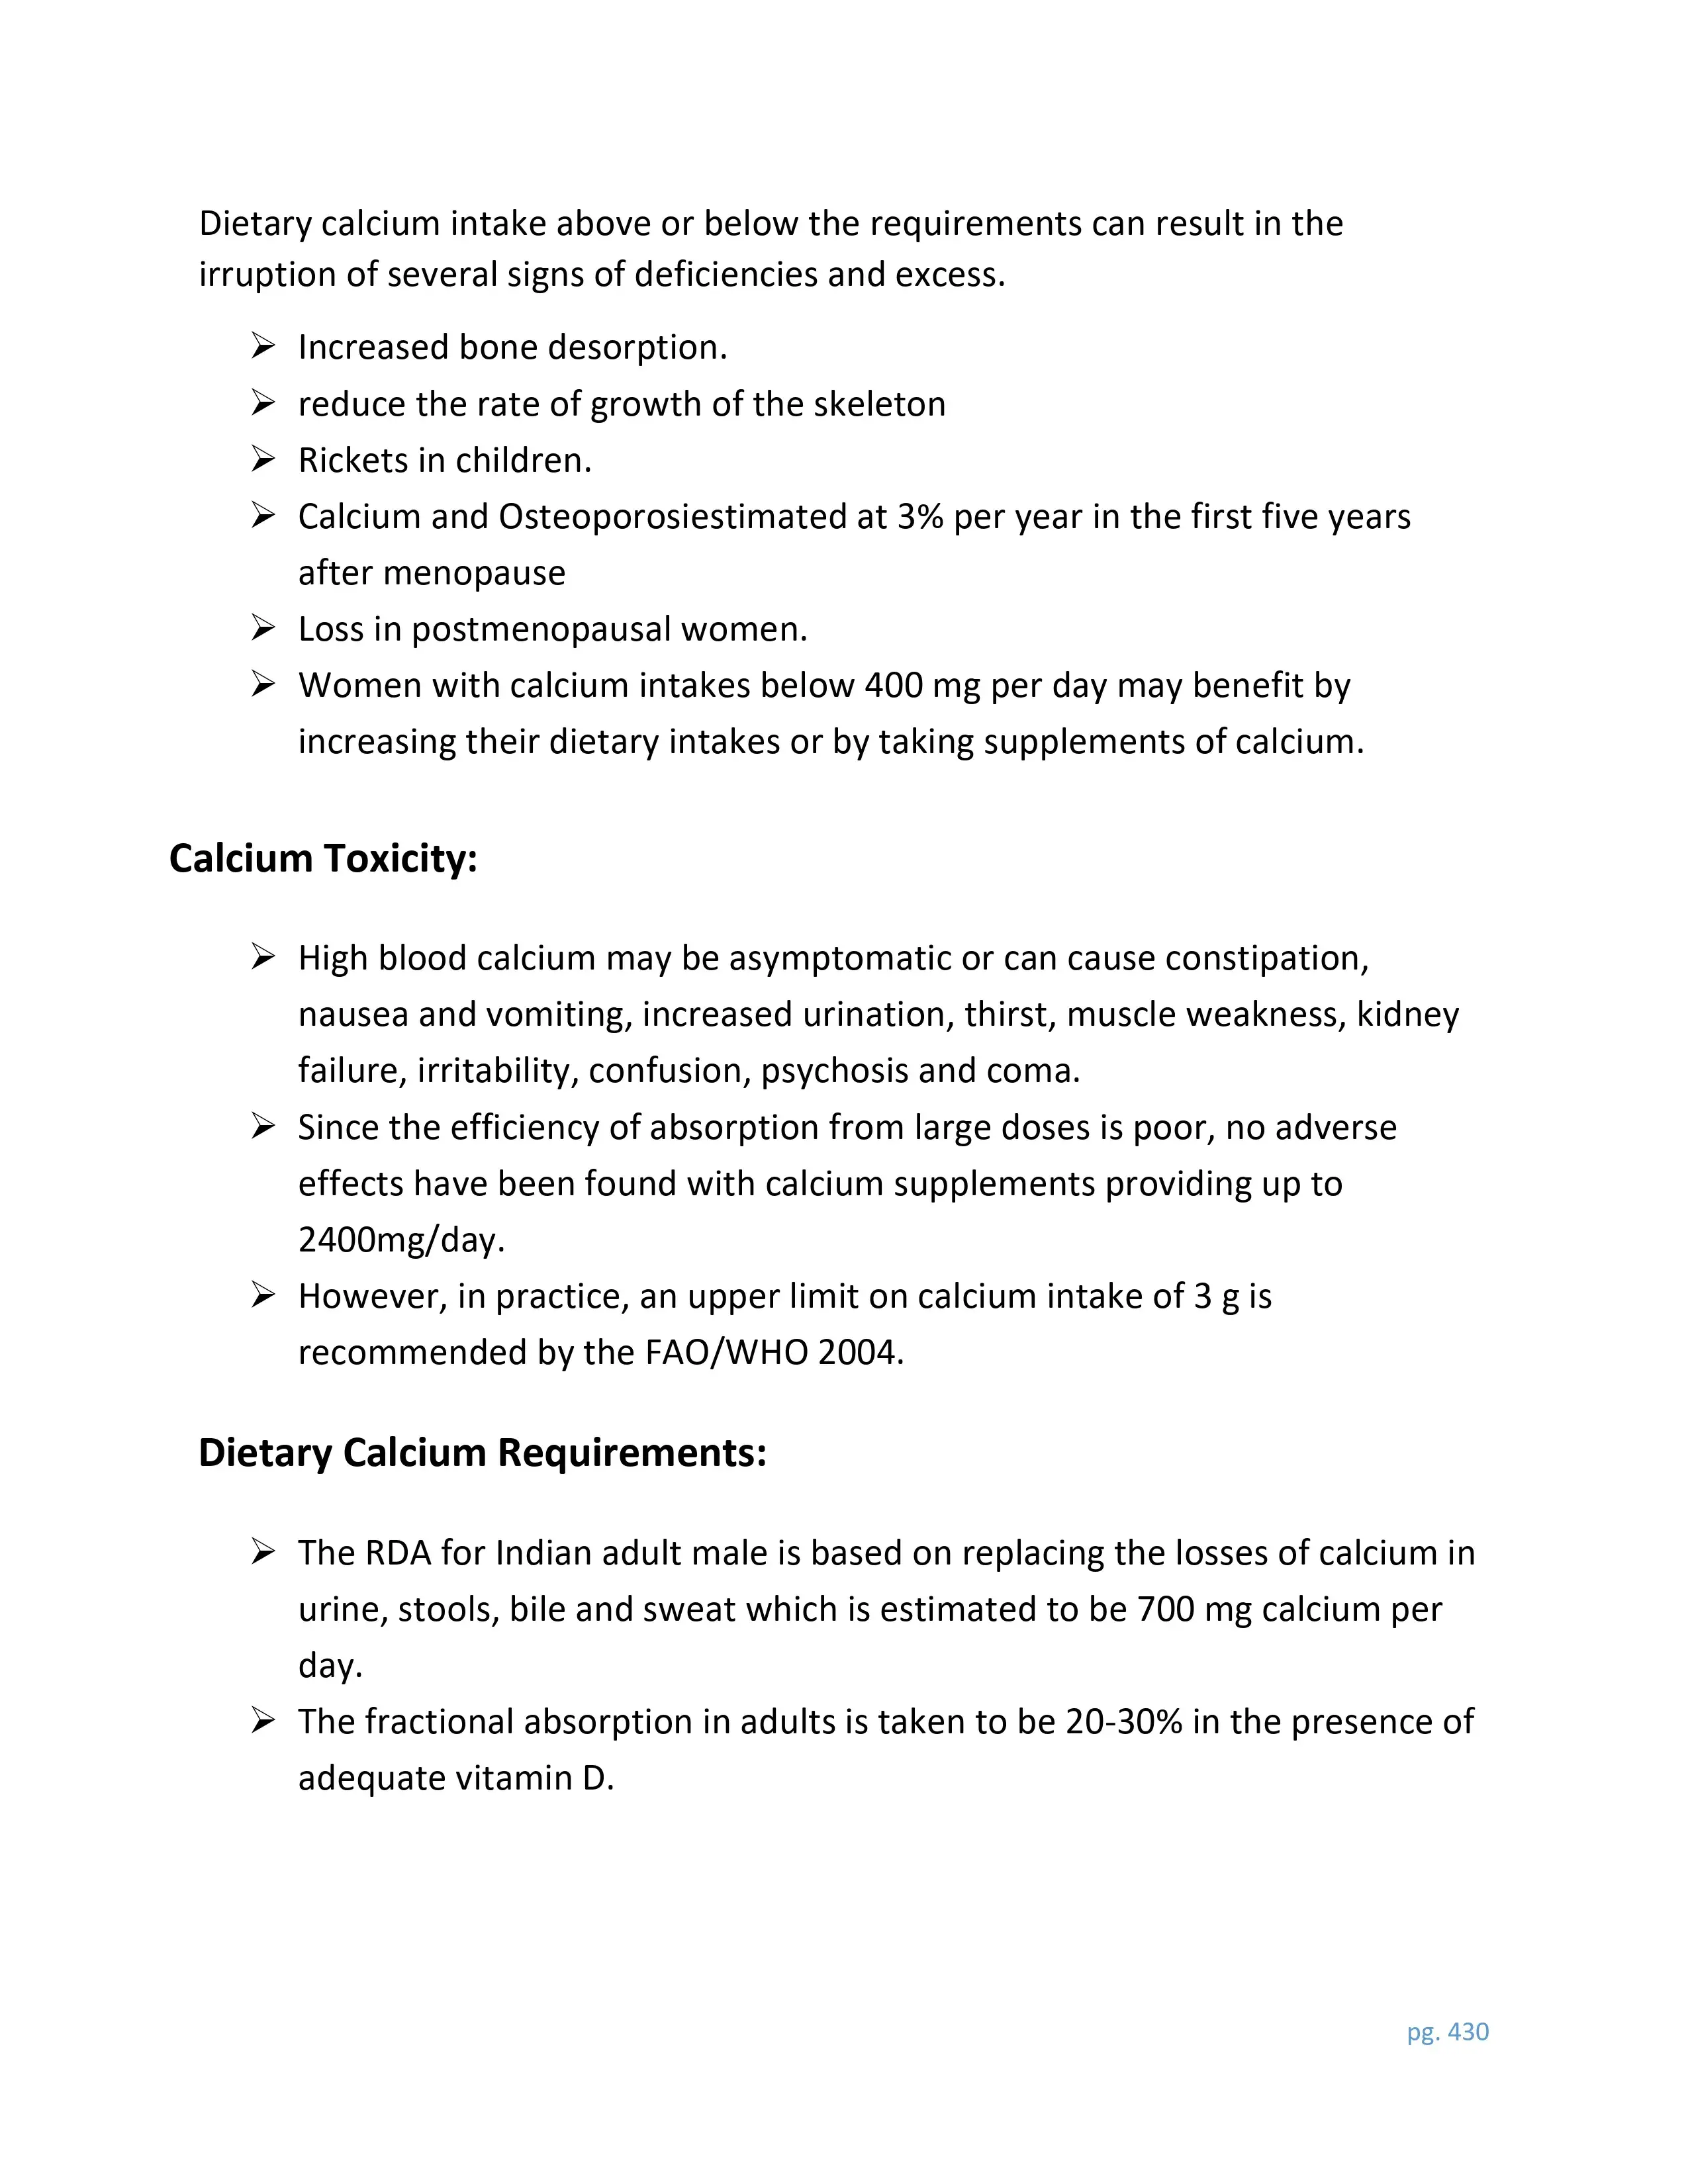 Dietary calcium intake above or below the requirements can result in the
irruption of several signs of deficiencies and excess.
➢ Increased bone desorption.
➢ reduce the rate of growth of the skeleton
➢ Rickets in children.
➢ Calcium and Osteoporosiestimated at 3% per year in the first five years
after menopause
➢ Loss in postmenopausal women.
➢ Women with calcium intakes below 400 mg per day may benefit by
increasing their dietary intakes or by taking supplements of calcium.
Calcium Toxicity:
➢ High blood calcium may be asymptomatic or can cause constipation,
nausea and vomiting, increased urination, thirst, muscle weakness, kidney
failure, irritability, confusion, psychosis and coma.
➢ Since the efficiency of absorption from large doses is poor, no adverse
effects have been found with calcium supplements providing up to
2400mg/day.
➢ However, in practice, an upper limit on calcium intake of 3 g is
recommended by the FAO/WHO 2004.
Dietary Calcium Requirements:
➢ The RDA for Indian adult male is based on replacing the losses of calcium in
urine, stools, bile and sweat which is estimated to be 700 mg calcium per
day.
➢ The fractional absorption in adults is taken to be 20-30% in the presence of
adequate vitamin D.
pg. 430